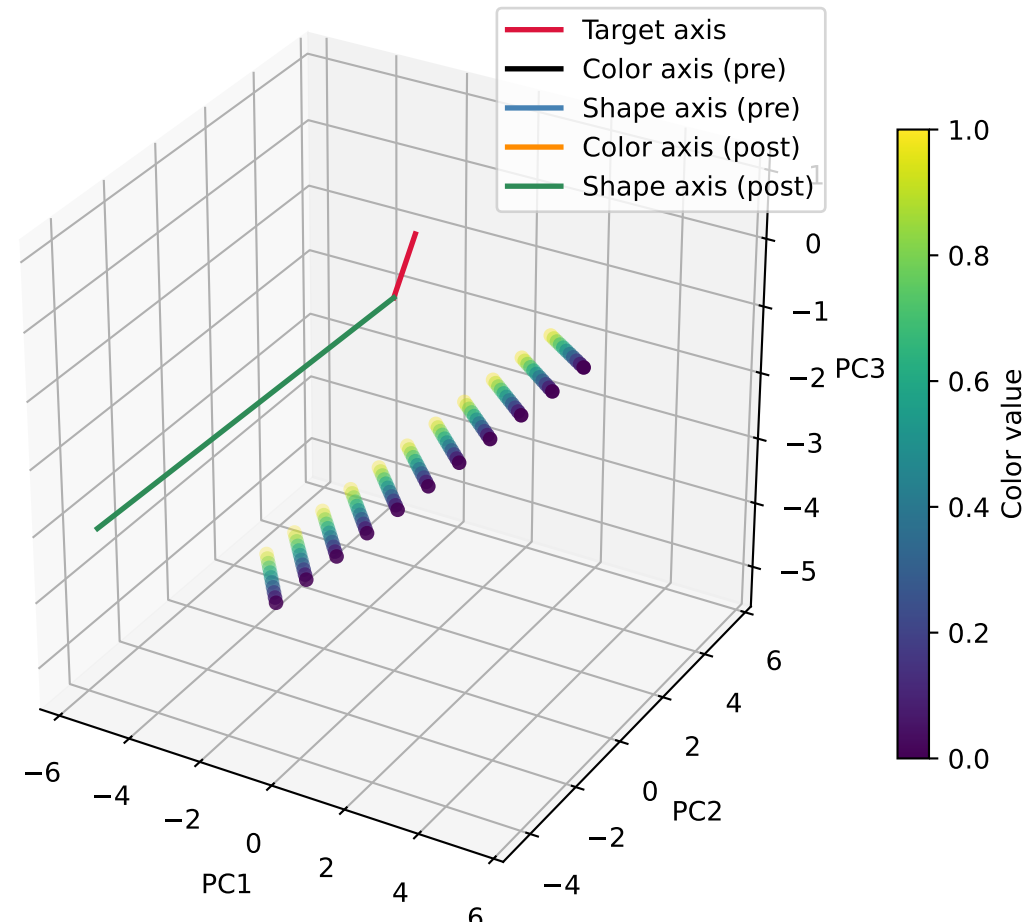 Target axis
Color axis (pre)
Shape axis (pre)
Color axis (post)
Shape axis (post)
1
0
−1
−2
−3
−4
−5
PC3
6
4
2
0
−2
−4
PC2
−6
−4
−2
0
2
4
6
PC1
1.0
0.8
0.6
0.4
0.2
0.0
Color value